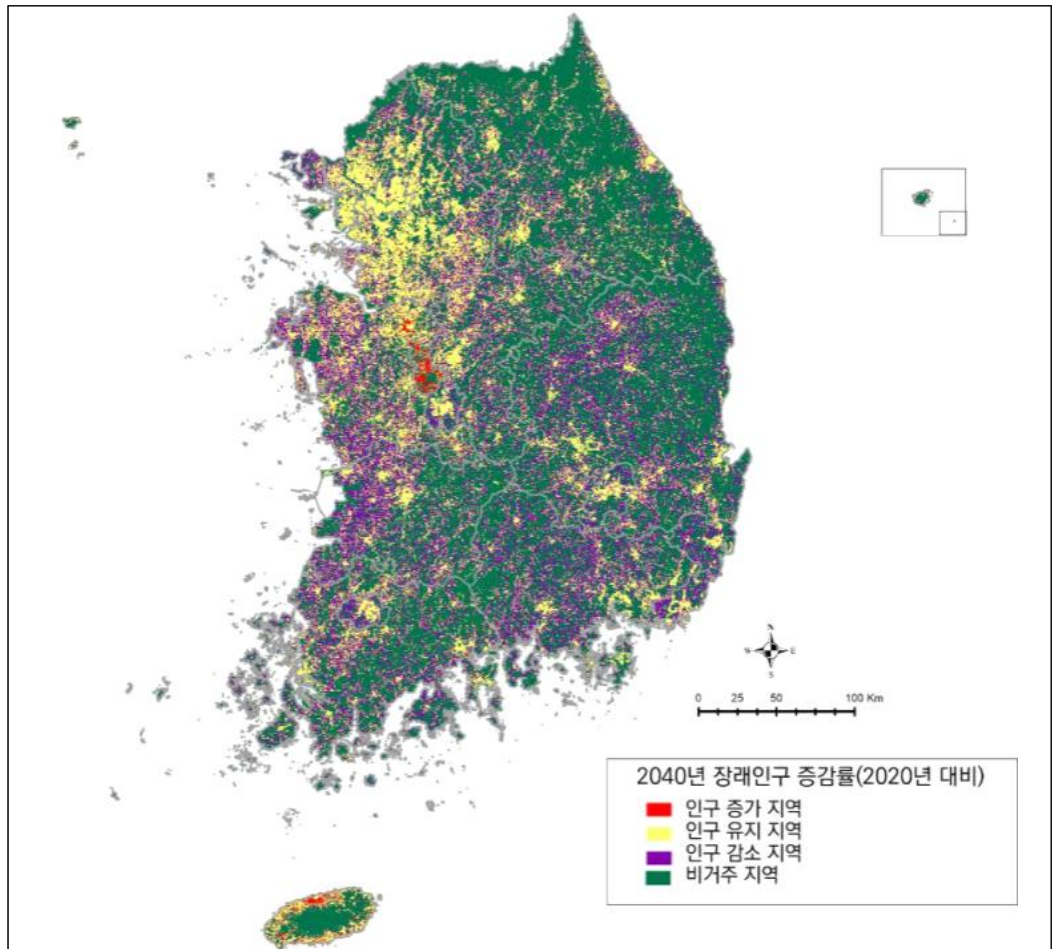 N
W E
S
0 25 50 100 Km
2040년 장래인구 증감률(2020년 대비)
인구 증가 지역
인구 유지 지역
인구 감소 지역
비거주 지역